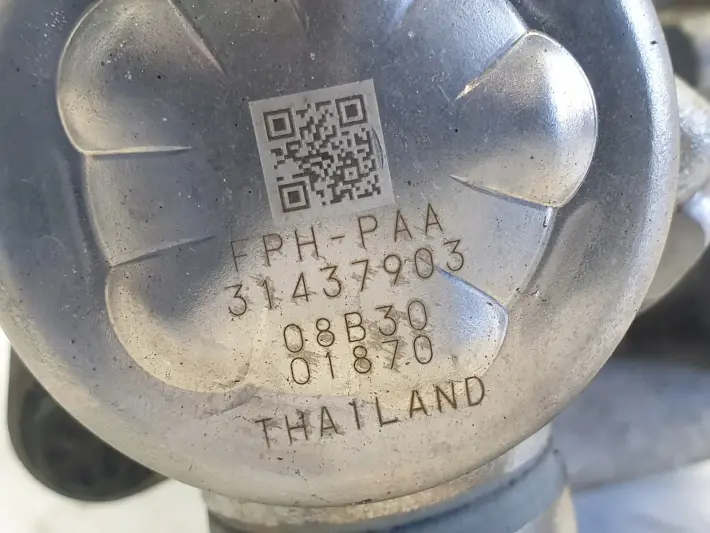 FPH-PAA
31437903
08B30
01870
THAILAND